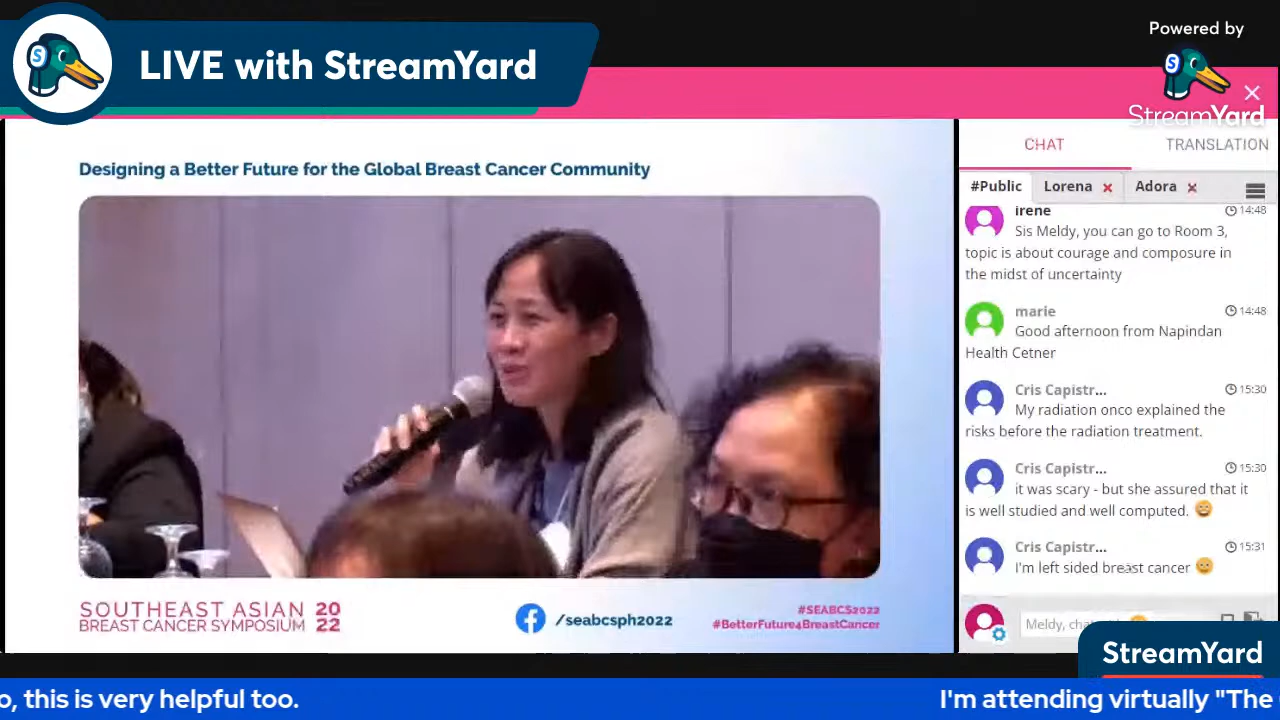 LIVE with StreamYard
Powered by
StreamYard
Designing a Better Future for the Global Breast Cancer Community
SOUTHEAST ASIAN 20
BREAST CANCER SYMPOSIUM 22
/seabcsph2022
#SEABCS2022
#BetterFuture4BreastCancer
CHAT TRANSLATION
#Public Lorena Adora
irene 14:48
Sis Meldy, you can go to Room 3,
topic is about courage and composure in
the midst of uncertainty
marie 14:48
Good afternoon from Napindan
Health Cetner
Cris Capistr... 15:30
My radiation onco explained the
risks before the radiation treatment.
Cris Capistr... 15:30
it was scary - but she assured that it
is well studied and well computed.
Cris Capistr... 15:31
I'm left sided breast cancer
Meldy,
StreamYard
o, this is very helpful too. I'm attending virtually "The